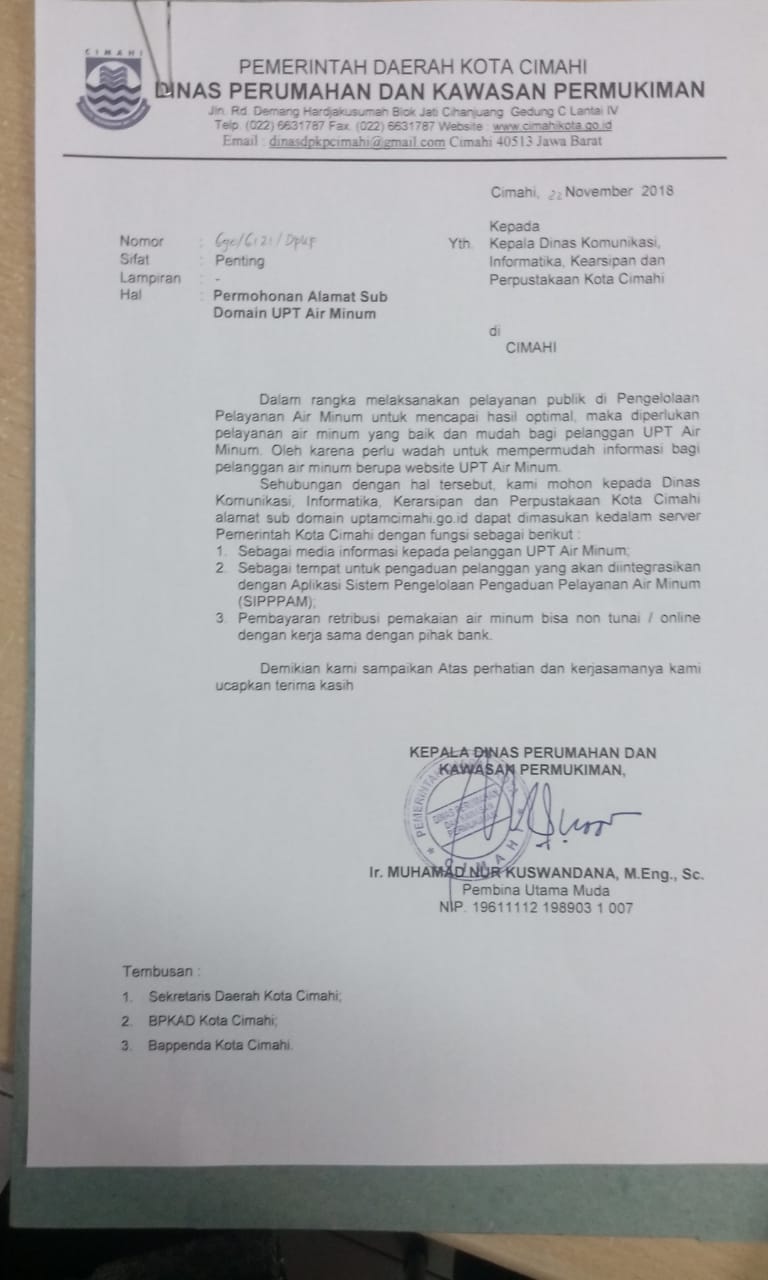 CIMAHI
PEMERINTAH DAERAH KOTA CIMAHI
DINAS PERUMAHAN DAN KAWASAN PERMUKIMAN
Jln. Rd. Demang Hardjakusumah Blok Jati Cihanjuang Gedung C Lantai IV
Telp. (022) 6631787 Fax. (022) 6631787 Website : www.cimahikota.go.id
Email : dinasdpkpcimahi@gmail.com Cimahi 40513 Jawa Barat
Cimahi, 22 November 2018
Kepada
Yth. Kepala Dinas Komunikasi,
Informatika, Kearsipan dan
Perpustakaan Kota Cimahi
di
CIMAHI
Nomor :
Sifat : Penting
Lampiran : -
Hal : Permohonan Alamat Sub
Domain UPT Air Minum
Dalam rangka melaksanakan pelayanan publik di Pengelolaan
Pelayanan Air Minum untuk mencapai hasil optimal, maka diperlukan
pelayanan air minum yang baik dan mudah bagi pelanggan UPT Air
Minum. Oleh karena perlu wadah untuk mempermudah informasi bagi
pelanggan air minum berupa website UPT Air Minum.
Sehubungan dengan hal tersebut, kami mohon kepada Dinas
Komunikasi, Informatika, Kerarsipan dan Perpustakaan Kota Cimahi
alamat sub domain uptamcimahi.go.id dapat dimasukan kedalam server
Pemerintah Kota Cimahi dengan fungsi sebagai berikut :
1. Sebagai media informasi kepada pelanggan UPT Air Minum;
2. Sebagai tempat untuk pengaduan pelanggan yang akan diintegrasikan
dengan Aplikasi Sistem Pengelolaan Pengaduan Pelayanan Air Minum
(SIPPPAM);
3. Pembayaran retribusi pemakaian air minum bisa non tunai / online
dengan kerja sama dengan pihak bank.
Demikian kami sampaikan Atas perhatian dan kerjasamanya kami
ucapkan terima kasih
KEPALA DINAS PERUMAHAN DAN
KAWASAN PERMUKIMAN,
PEMERINTAH KOTA
DINAS PERUMAHAN
DAN KAWASAN
PERMUKIMAN
* CIMAHI *
Ir. MUHAMAD NUR KUSWANDANA, M.Eng., Sc.
Pembina Utama Muda
NIP. 19611112 198903 1 007
Tembusan :
1. Sekretaris Daerah Kota Cimahi;
2. BPKAD Kota Cimahi;
3. Bappenda Kota Cimahi.